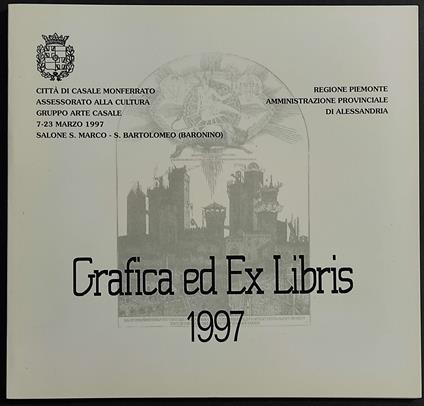 CITTÀ DI CASALE MONFERRATO
ASSESSORATO ALLA CULTURA
GRUPPO ARTE CASALE
7-23 MARZO 1997
SALONE S. MARCO - S. BARTOLOMEO (BARONINO)
REGIONE PIEMONTE
AMMINISTRAZIONE PROVINCIALE
DI ALESSANDRIA
Grafica ed Ex Libris
1997